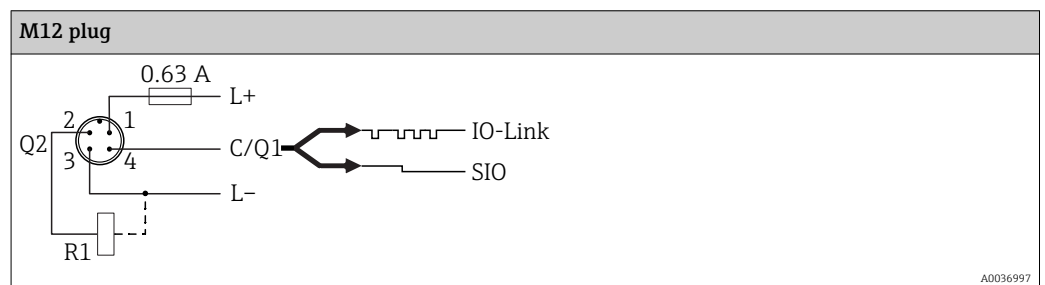 M12 plug
0.63 A
L+
2 1
Q2
3 4
C/Q1
IO-Link
SIO
L−
R1
A0036997